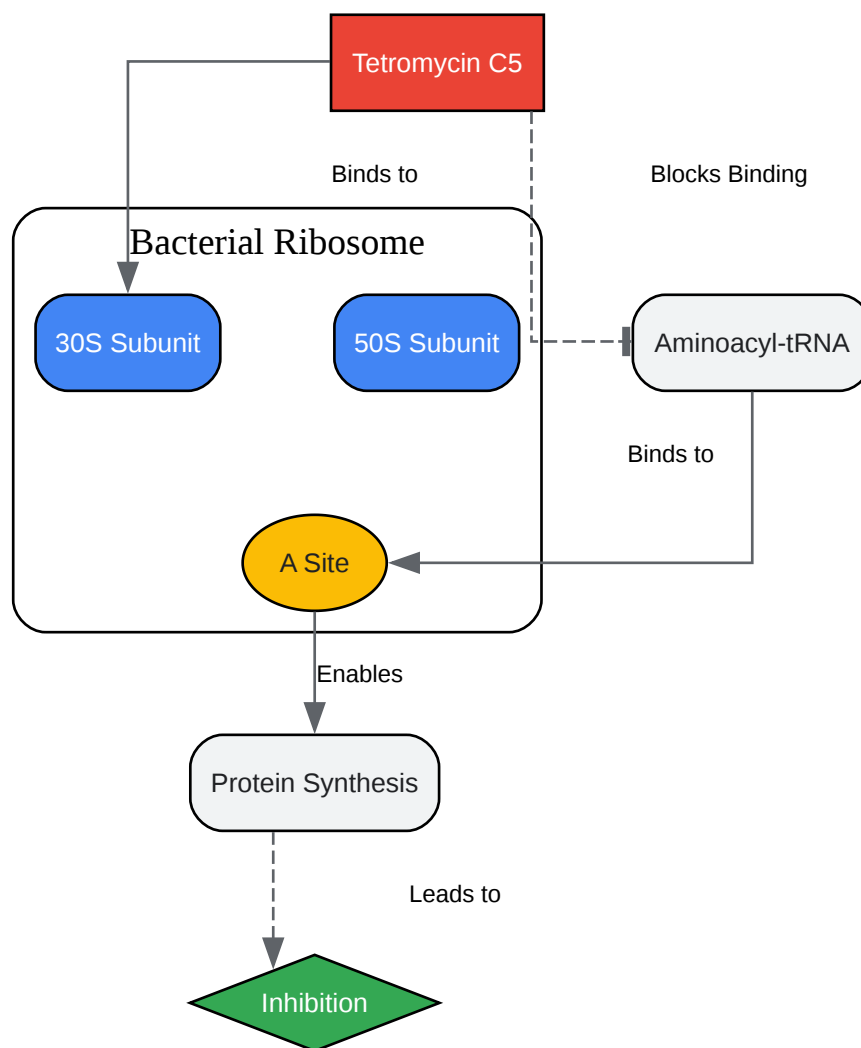 Tetromycin C5
Binds to
Blocks Binding
Bacterial Ribosome
30S Subunit
50S Subunit
Aminoacyl-tRNA
Binds to
A Site
Enables
Protein Synthesis
Leads to
Inhibition